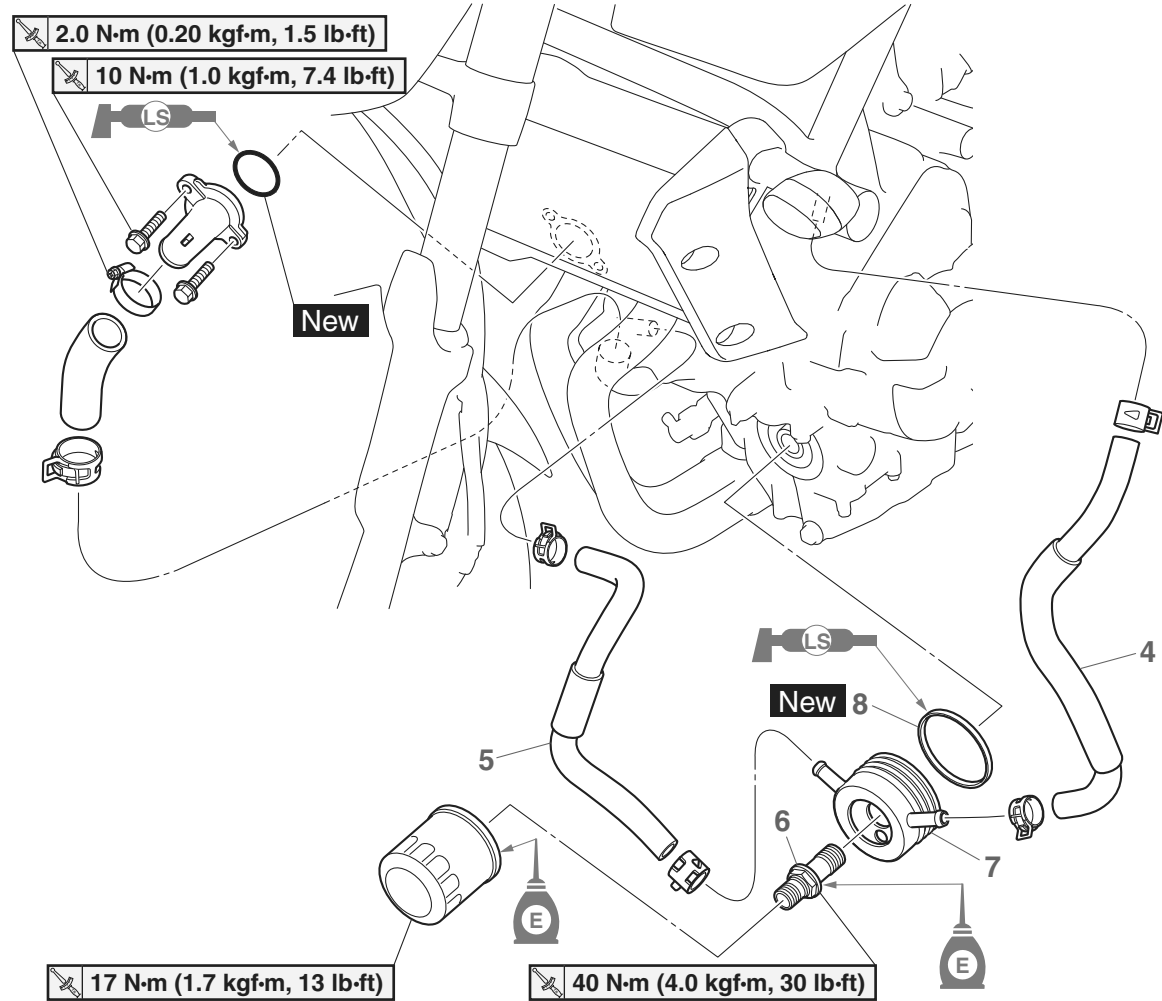 2.0 N•m (0.20 kgf•m, 1.5 lb•ft)
10 N•m (1.0 kgf•m, 7.4 lb•ft)
LS
New
4
LS
New 8
5
6
7
E
E
17 N•m (1.7 kgf•m, 13 lb•ft)
40 N•m (4.0 kgf•m, 30 lb•ft)